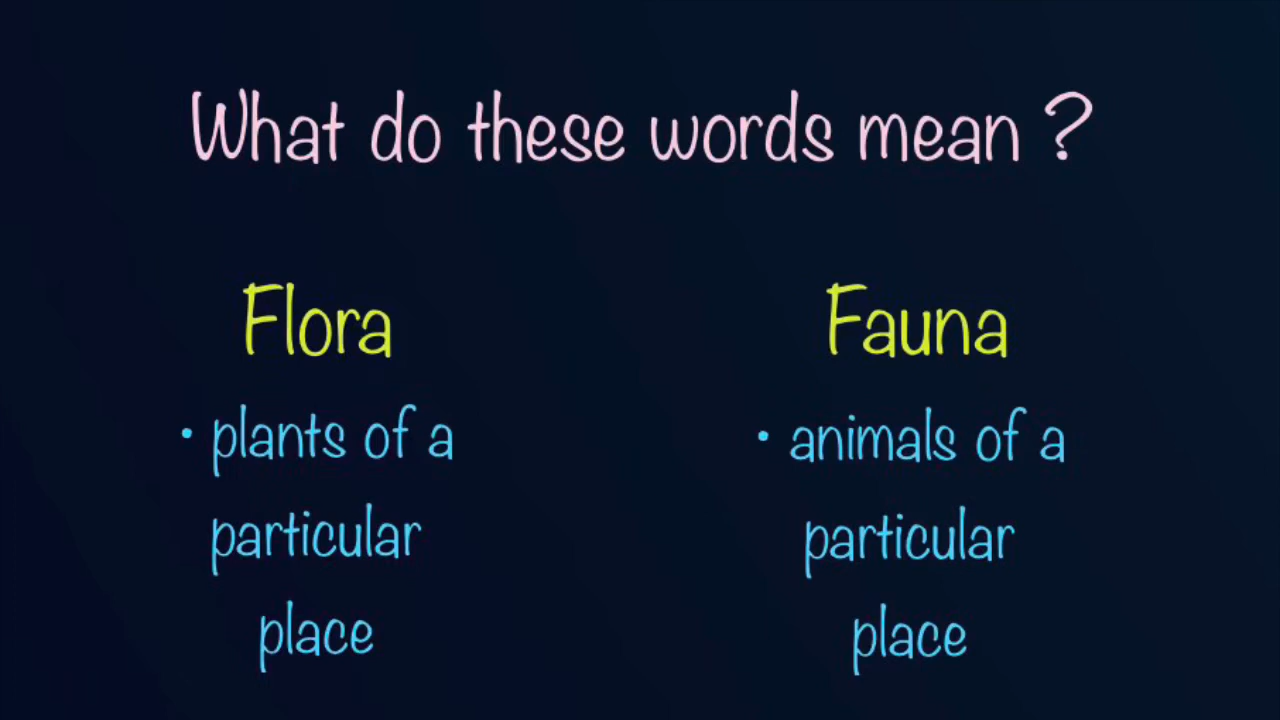 What do these words mean ?
Flora
• plants of a
particular
place
Fauna
• animals of a
particular
place